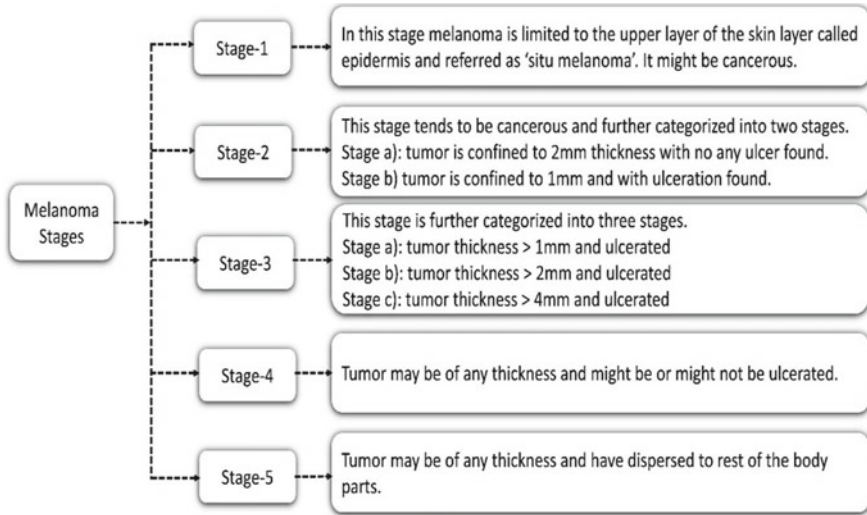 Melanoma
Stages
Stage-1
In this stage melanoma is limited to the upper layer of the skin layer called
epidermis and referred as ‘situ melanoma’. It might be cancerous.
Stage-2
This stage tends to be cancerous and further categorized into two stages.
Stage a): tumor is confined to 2mm thickness with no any ulcer found.
Stage b) tumor is confined to 1mm and with ulceration found.
Stage-3
This stage is further categorized into three stages.
Stage a): tumor thickness > 1mm and ulcerated
Stage b): tumor thickness > 2mm and ulcerated
Stage c): tumor thickness > 4mm and ulcerated
Stage-4
Tumor may be of any thickness and might be or might not be ulcerated.
Stage-5
Tumor may be of any thickness and have dispersed to rest of the body
parts.